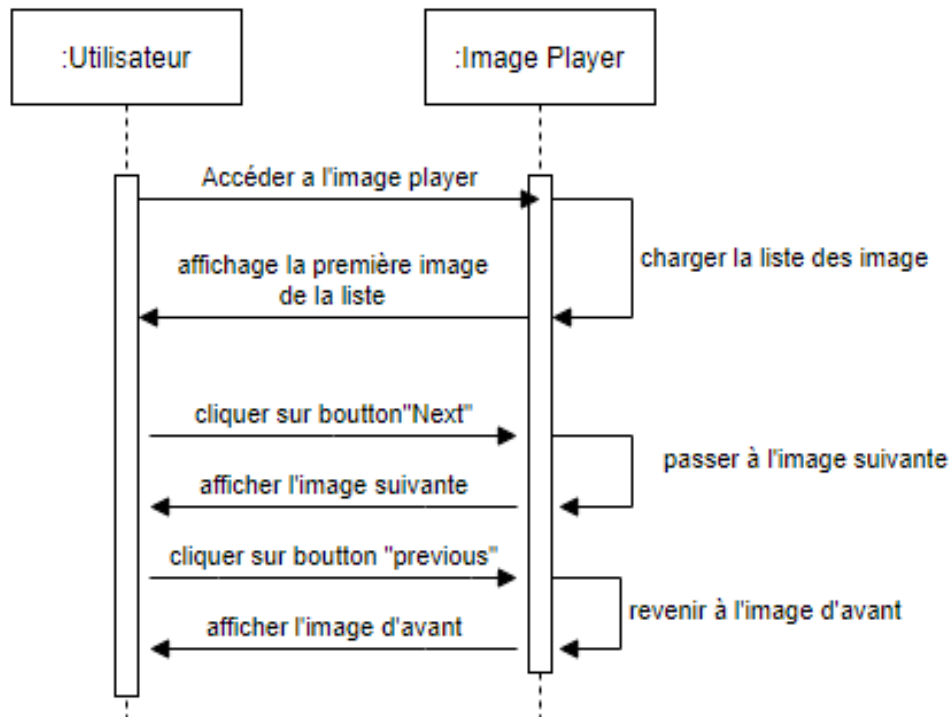 :Utilisateur
:Image Player
Accéder a l'image player
charger la liste des image
affichage la première image
de la liste
cliquer sur boutton"Next"
passer à l'image suivante
afficher l'image suivante
cliquer sur boutton "previous"
revenir à l'image d'avant
afficher l'image d'avant